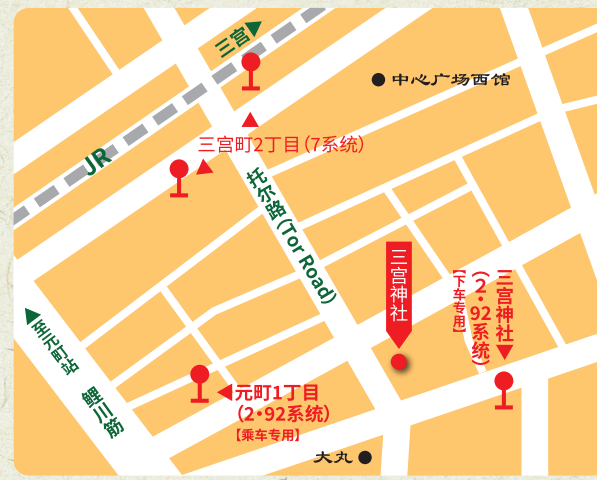 三宫▶
中心广场西馆
JR
三宫町2丁目(7系统)
托尔路(Tor Road)
三宫神社
三宫神社▼
(2·92系统)
【下车专用】
▲至元町站
鲤川筋
◀元町1丁目
(2·92系统)
【乘车专用】
大丸